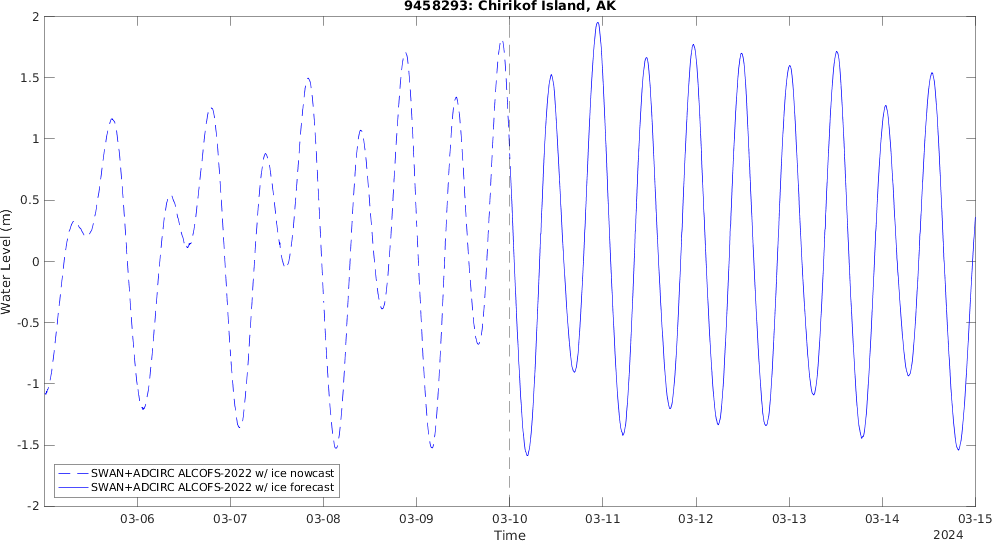 9458293: Chirikof Island, AK
2
1.5
1
0.5
0
-0.5
-1
-1.5
-2
Water Level (m)
SWAN+ADCIRC ALCOFS-2022 w/ ice nowcast
SWAN+ADCIRC ALCOFS-2022 w/ ice forecast
03-06 03-07 03-08 03-09 03-10 03-11 03-12 03-13 03-14 03-15
Time
2024